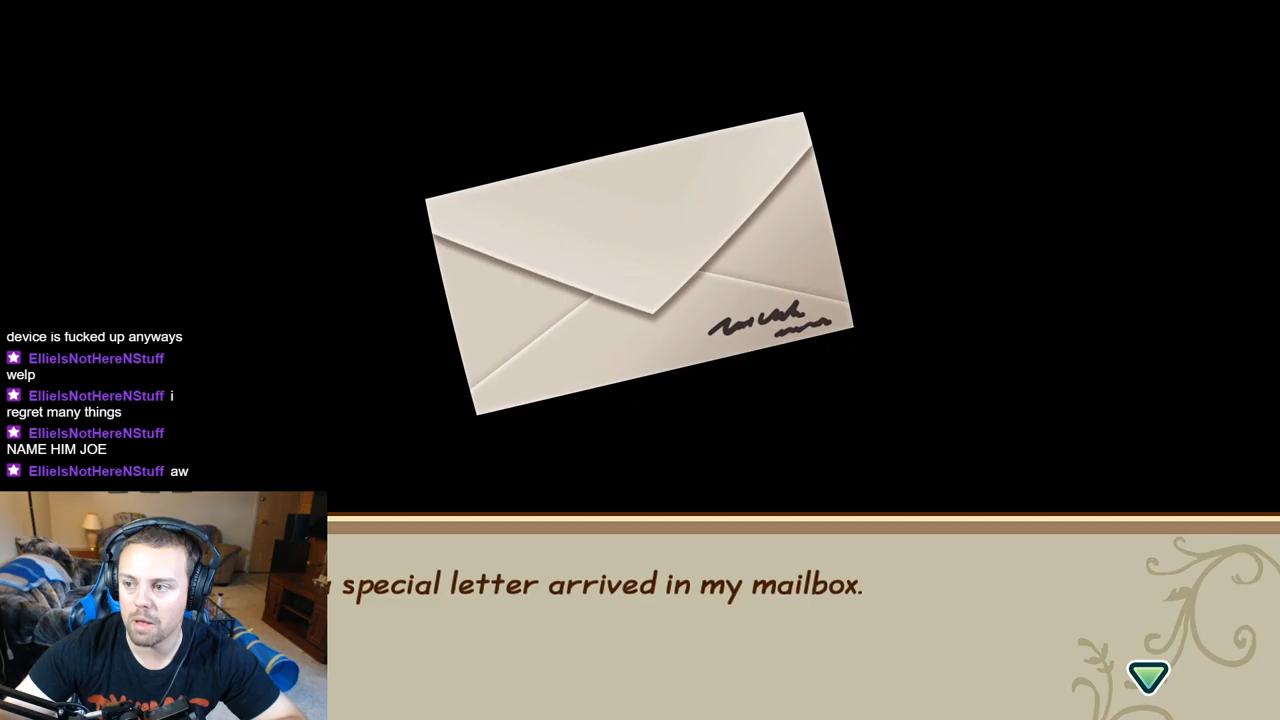 device is fucked up anyways
EllieIsNotHereNStuff
welp
EllieIsNotHereNStuff i
regret many things
EllieIsNotHereNStuff
NAME HIM JOE
EllieIsNotHereNStuff aw
special letter arrived in my mailbox.